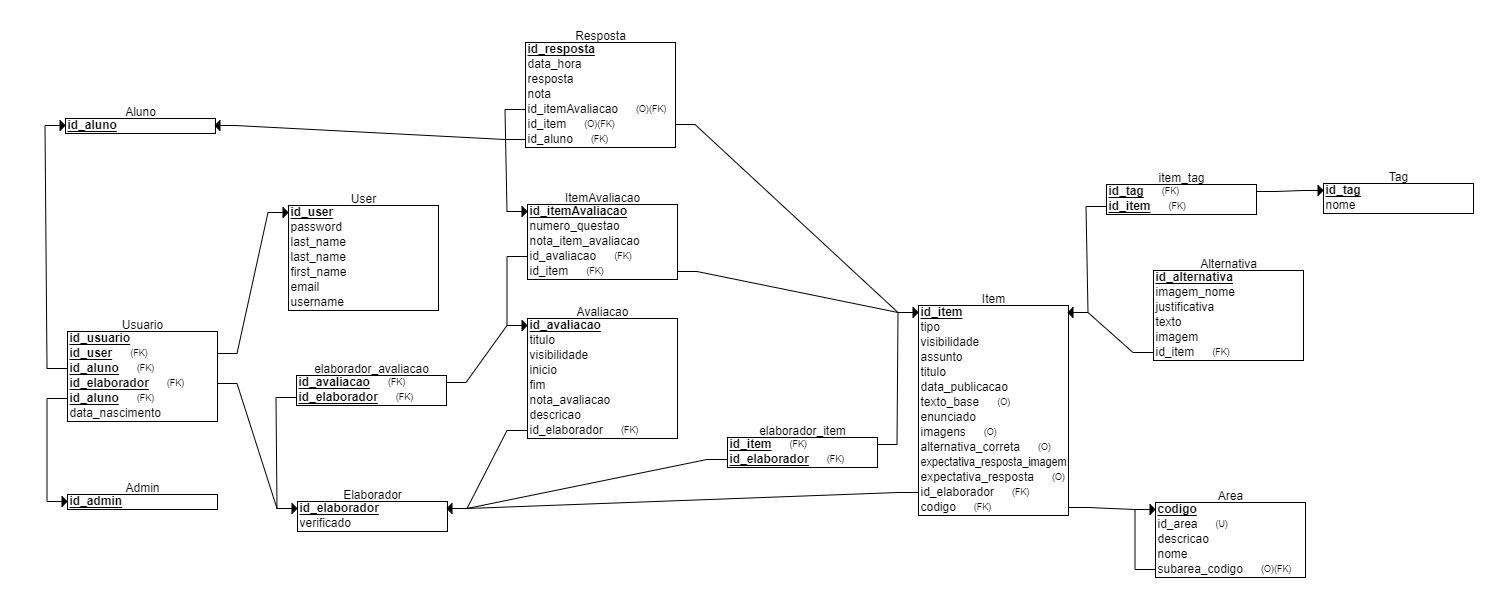 Resposta
id_resposta
data_hora
resposta
nota
id_itemAvaliacao (O)(FK)
id_item (O)(FK)
id_aluno (FK)
Aluno
id_aluno
User
id_user
password
last_name
last_name
first_name
email
username
ItemAvaliacao
id_itemAvaliacao
numero_questao
nota_item_avaliacao
id_avaliacao (FK)
id_item (FK)
item_tag
id_tag (FK)
id_item (FK)
Tag
id_tag
nome
Alternativa
id_alternativa
imagem_nome
justificativa
texto
imagem
id_item (FK)
Usuario
id_usuario
id_user (FK)
id_aluno (FK)
id_elaborador (FK)
id_aluno (FK)
data_nascimento
elaborador_avaliacao
id_avaliacao (FK)
id_elaborador (FK)
Avaliacao
id_avaliacao
titulo
visibilidade
inicio
fim
nota_avaliacao
descricao
id_elaborador (FK)
Item
id_item
tipo
visibilidade
assunto
titulo
data_publicacao
texto_base (O)
enunciado
imagens (O)
alternativa_correta (O)
expectativa_resposta_imagem
expectativa_resposta (O)
id_elaborador (FK)
codigo (FK)
elaborador_item
id_item (FK)
id_elaborador (FK)
Admin
id_admin
Elaborador
id_elaborador
verificado
Area
codigo
id_area (U)
descricao
nome
subarea_codigo (O)(FK)